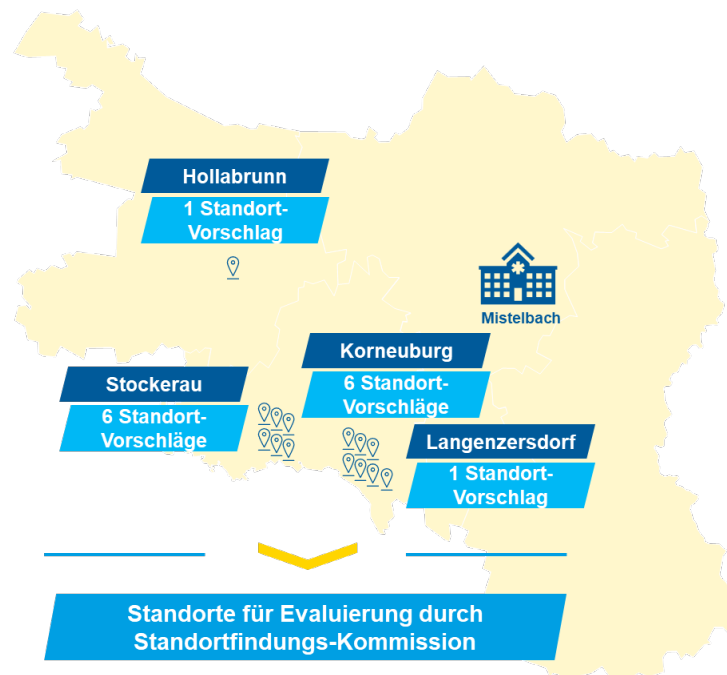 Hollabrunn
1 Standort-
Vorschlag
Mistelbach
Korneuburg
6 Standort-
Vorschläge
Stockerau
6 Standort-
Vorschläge
Langenzersdorf
1 Standort-
Vorschlag
Standorte für Evaluierung durch
Standortfindungs-Kommission